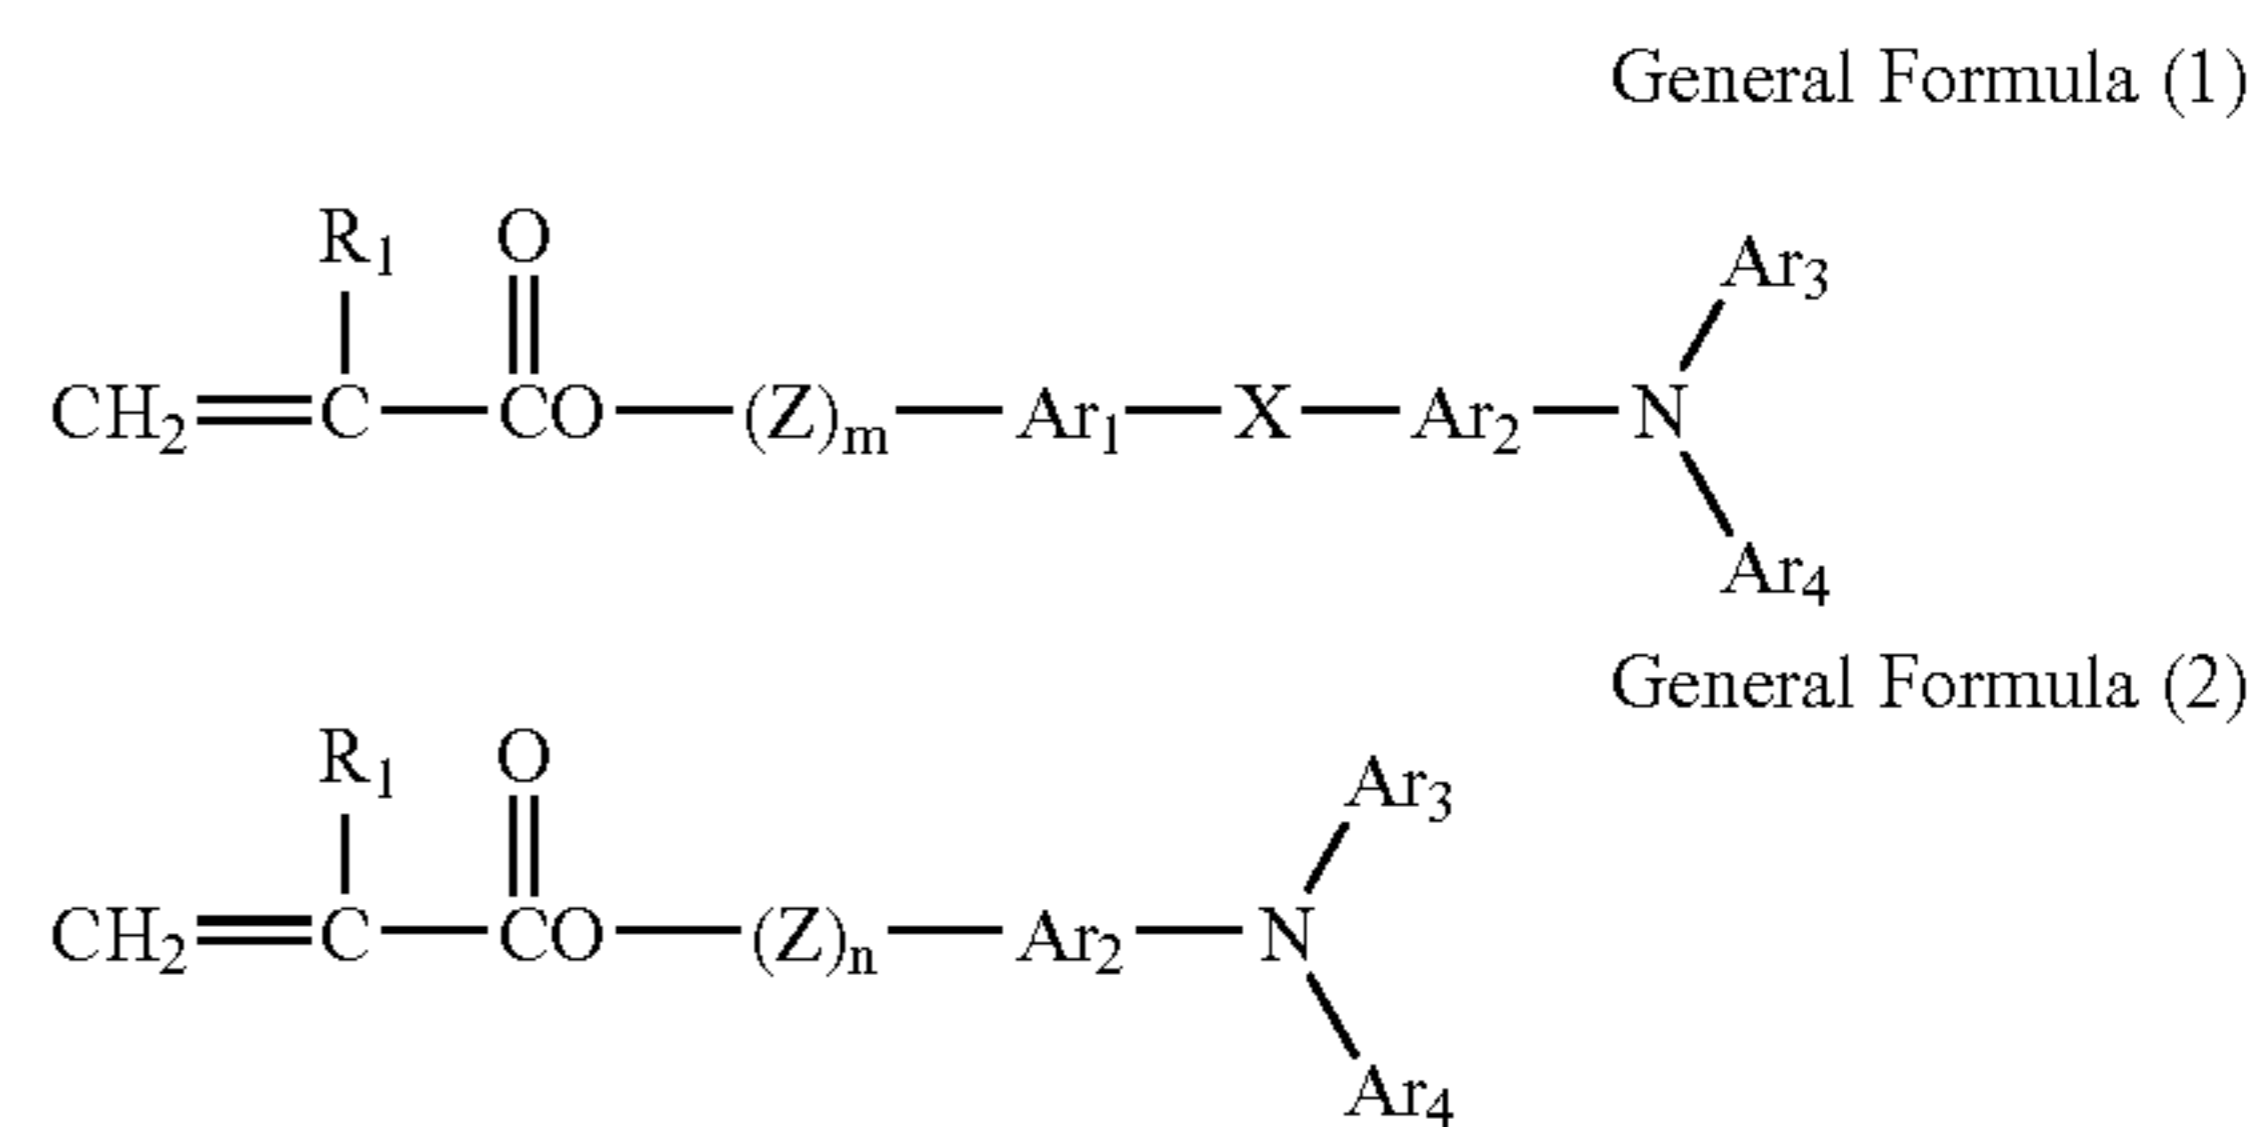 General Formula (1)
R1 O
Ar3
CH2=C—CO—(Z)m—Ar1—X—Ar2—N
Ar4
General Formula (2)
R1 O
Ar3
CH2=C—CO—(Z)n—Ar2—N
Ar4